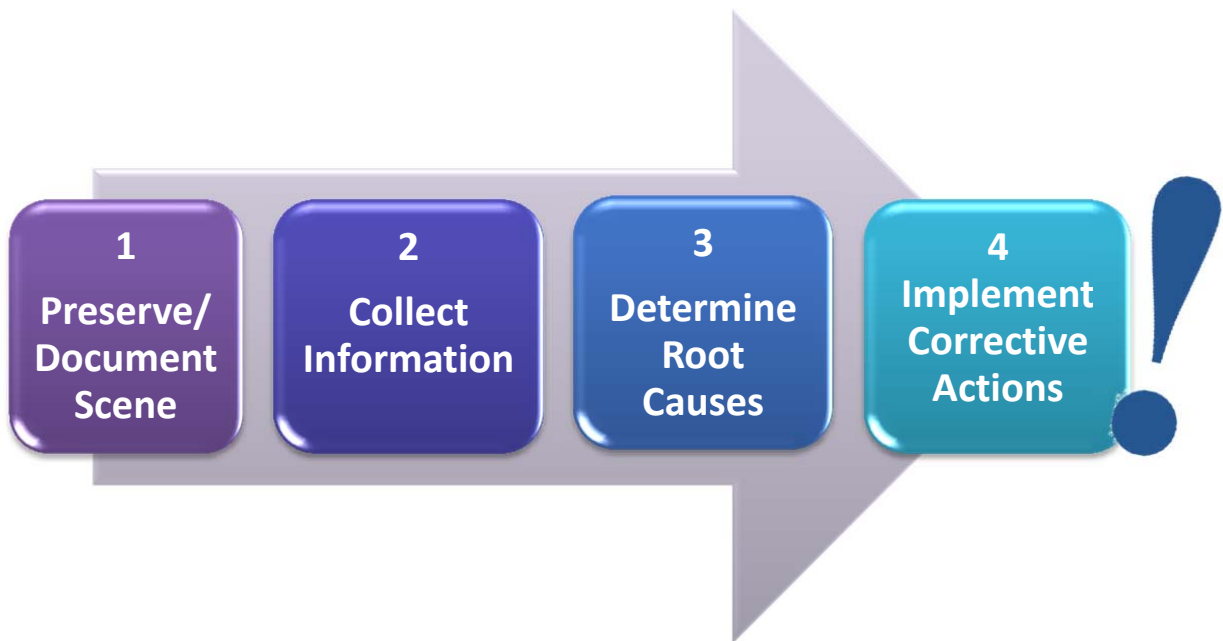 1
Preserve/
Document
Scene
2
Collect
Information
3
Determine
Root
Causes
4
Implement
Corrective
Actions
!